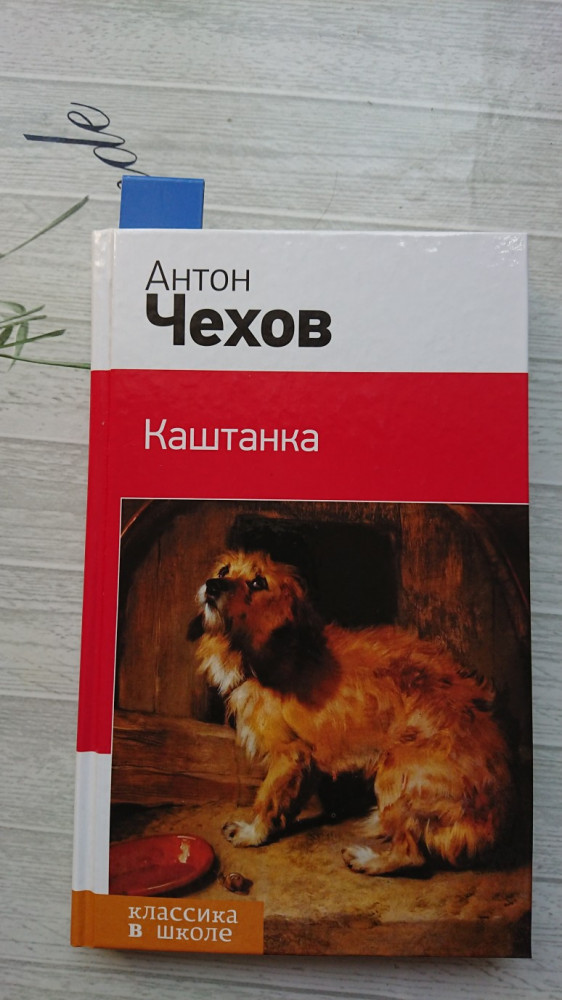 Антон
Чехов
Каштанка
классика
в школе